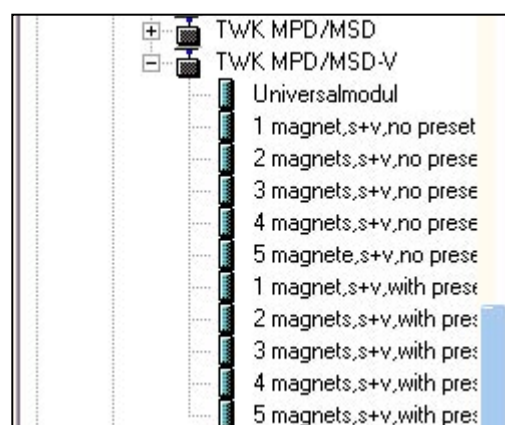 TWK MPD/MSD
TWK MPD/MSD-V
Universalmodul
1 magnet,s+v,no preset
2 magnets,s+v,no prese
3 magnets,s+v,no prese
4 magnets,s+v,no prese
5 magnete,s+v,no prese
1 magnet,s+v,with prese
2 magnets,s+v,with pres
3 magnets,s+v,with pres
4 magnets,s+v,with pres
5 magnets,s+v,with pres